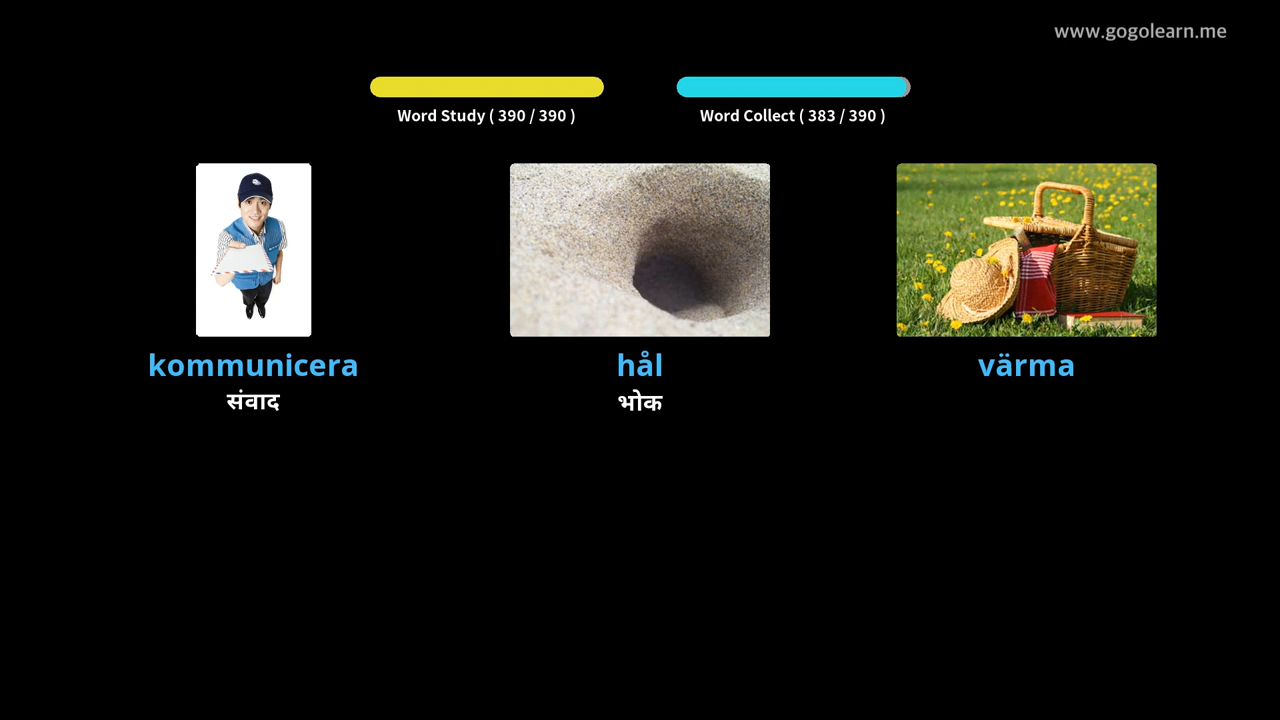 www.gogolearn.me
Word Study ( 390 / 390 )
Word Collect ( 383 / 390 )
kommunicera
संवाद
hål
भोक
värma